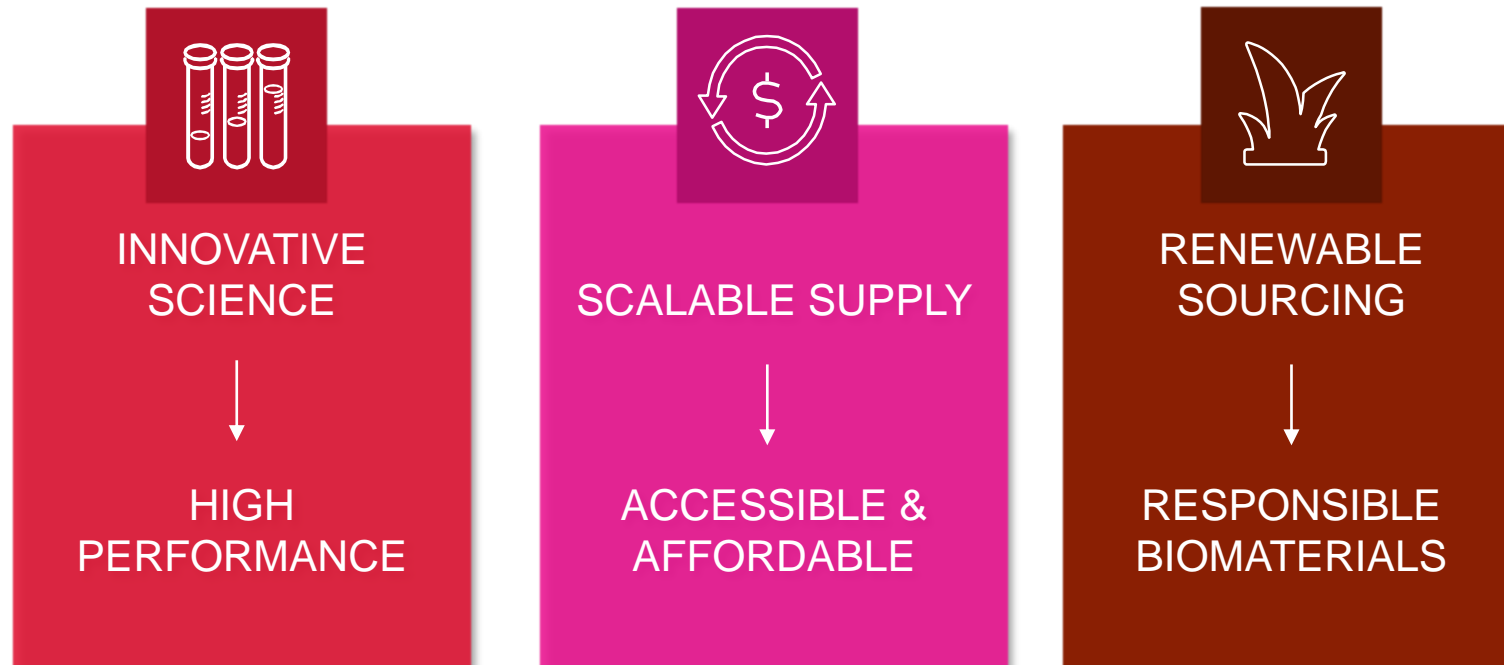 INNOVATIVE
SCIENCE
HIGH
PERFORMANCE
$
SCALABLE SUPPLY
ACCESSIBLE &
AFFORDABLE
RENEWABLE
SOURCING
RESPONSIBLE
BIOMATERIALS